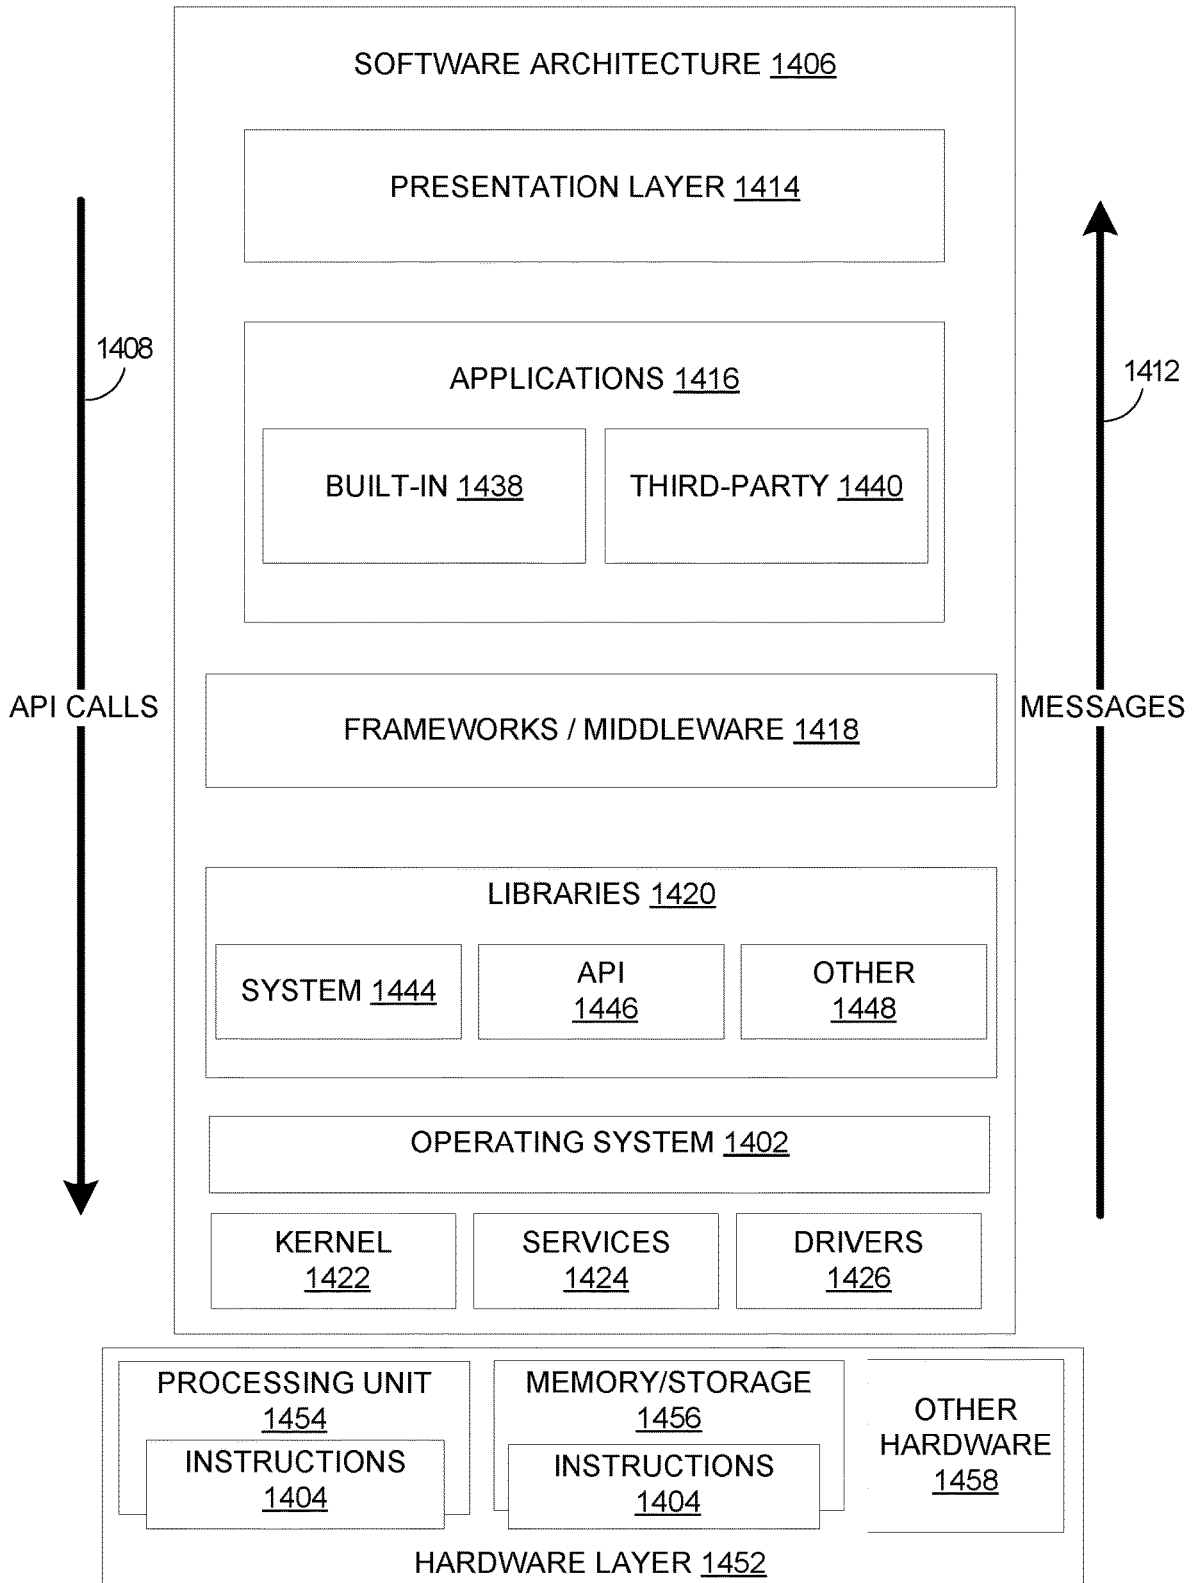 SOFTWARE ARCHITECTURE 1406
PRESENTATION LAYER 1414
1408
APPLICATIONS 1416
1412
BUILT-IN 1438
THIRD-PARTY 1440
API CALLS
FRAMEWORKS / MIDDLEWARE 1418
MESSAGES
LIBRARIES 1420
SYSTEM 1444
API
1446
OTHER
1448
OPERATING SYSTEM 1402
KERNEL
1422
SERVICES
1424
DRIVERS
1426
PROCESSING UNIT
1454
INSTRUCTIONS
1404
MEMORY/STORAGE
1456
INSTRUCTIONS
1404
OTHER
HARDWARE
1458
HARDWARE LAYER 1452